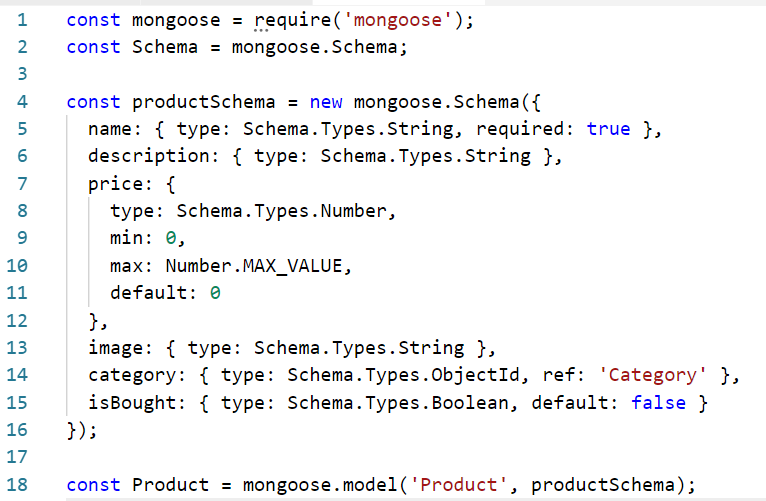 1 const mongoose = require('mongoose');
2 const Schema = mongoose.Schema;
3
4 const productSchema = new mongoose.Schema({
5   name: { type: Schema.Types.String, required: true },
6   description: { type: Schema.Types.String },
7   price: {
8     type: Schema.Types.Number,
9     min: 0,
10     max: Number.MAX_VALUE,
11     default: 0
12   },
13   image: { type: Schema.Types.String },
14   category: { type: Schema.Types.ObjectId, ref: 'Category' },
15   isBought: { type: Schema.Types.Boolean, default: false }
16 });
17
18 const Product = mongoose.model('Product', productSchema);